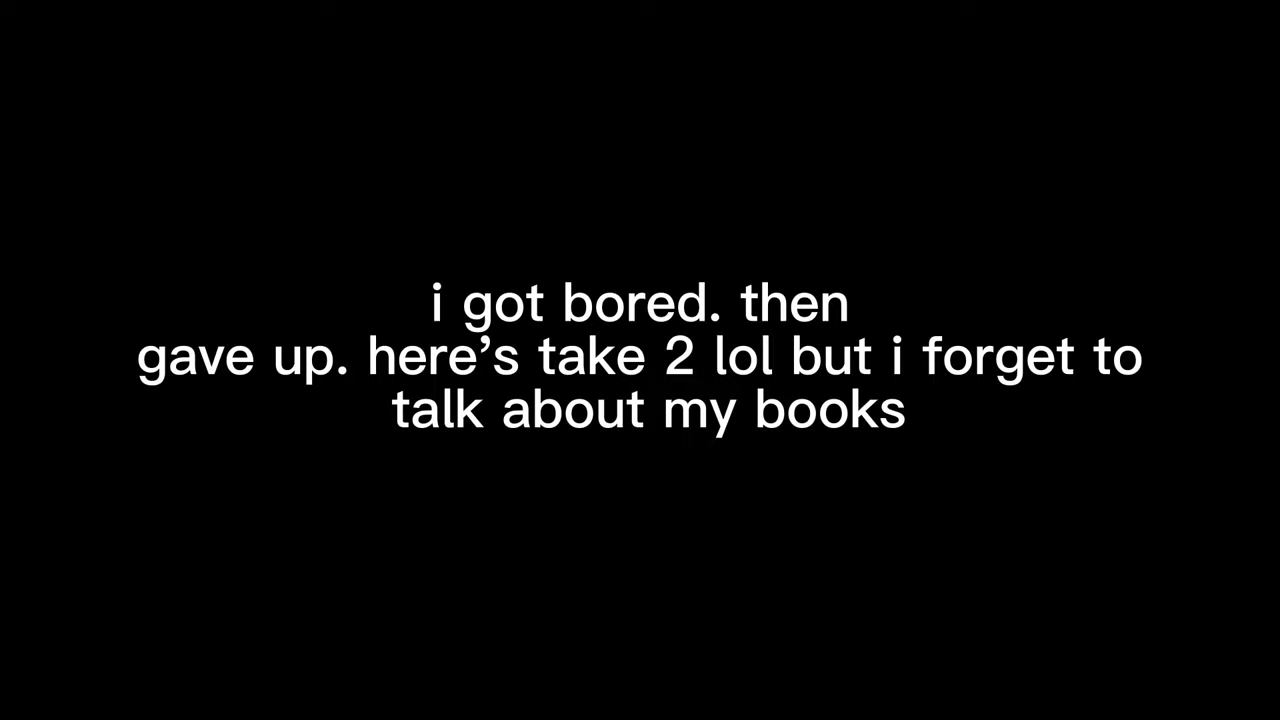 i got bored. then
gave up. here’s take 2 lol but i forget to
talk about my books